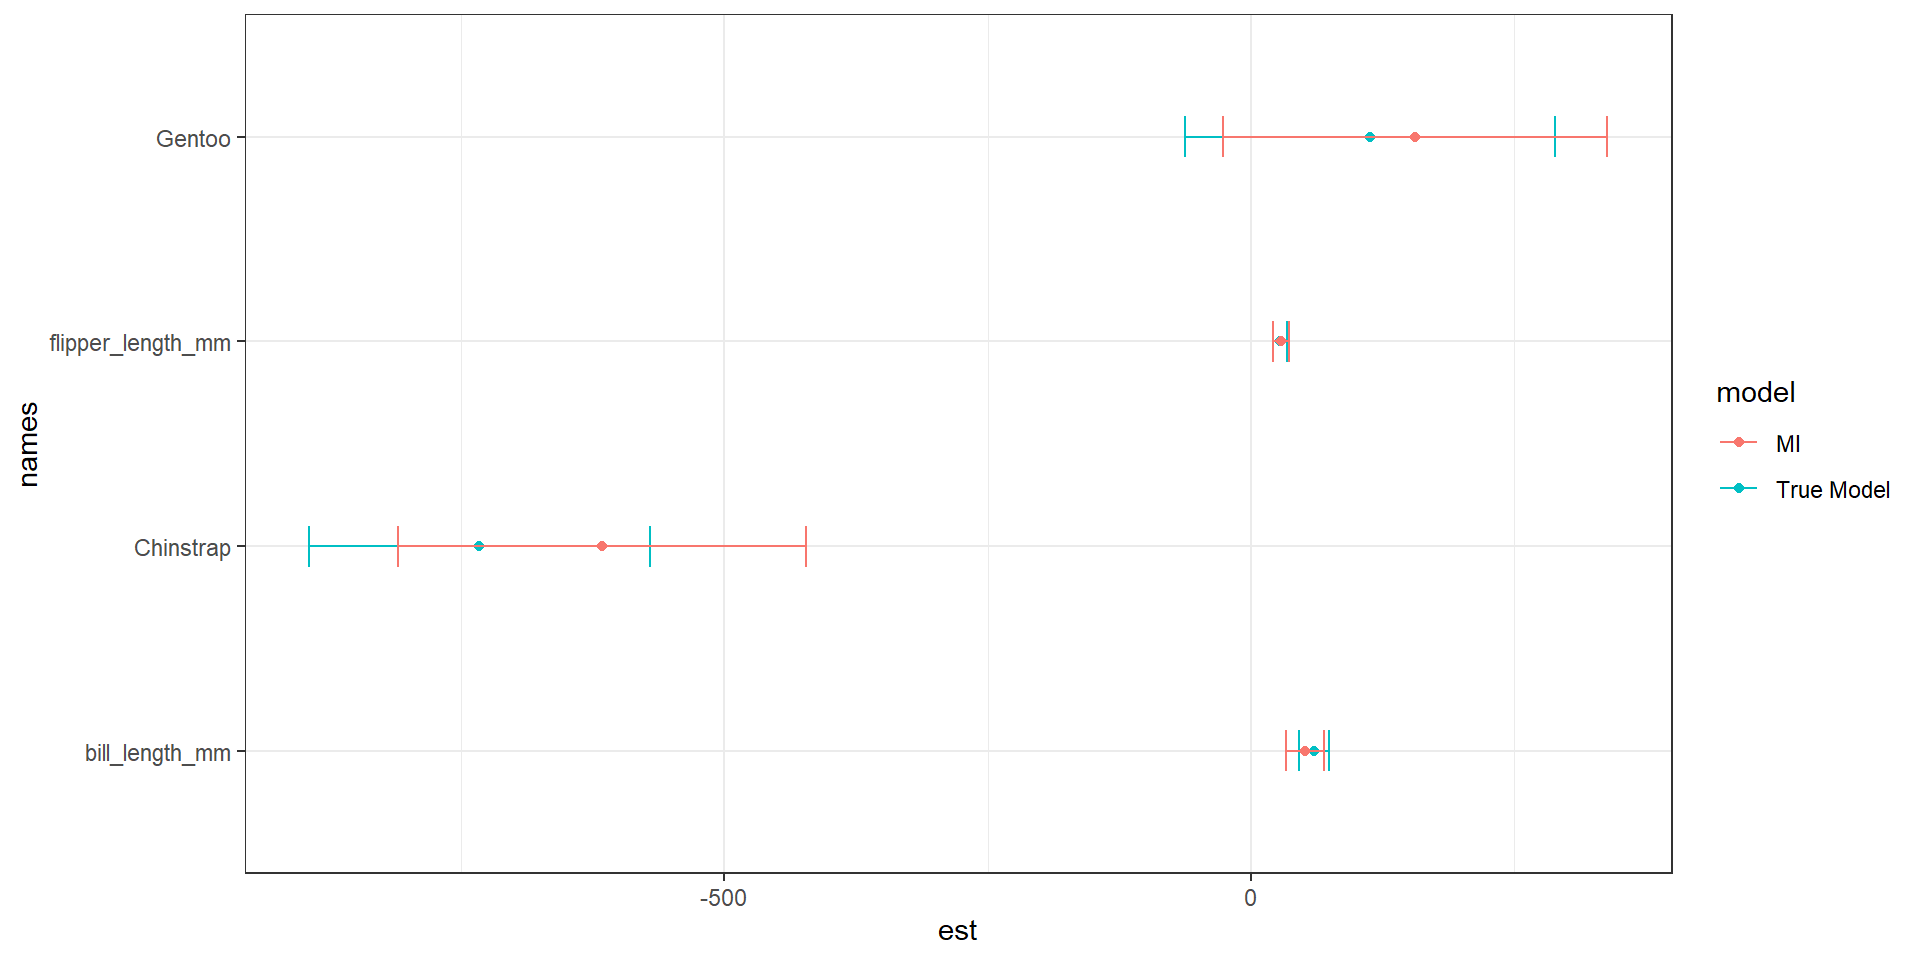 Gentoo
flipper_length_mm
Chinstrap
bill_length_mm
names
-500
0
est
model
MI
True Model